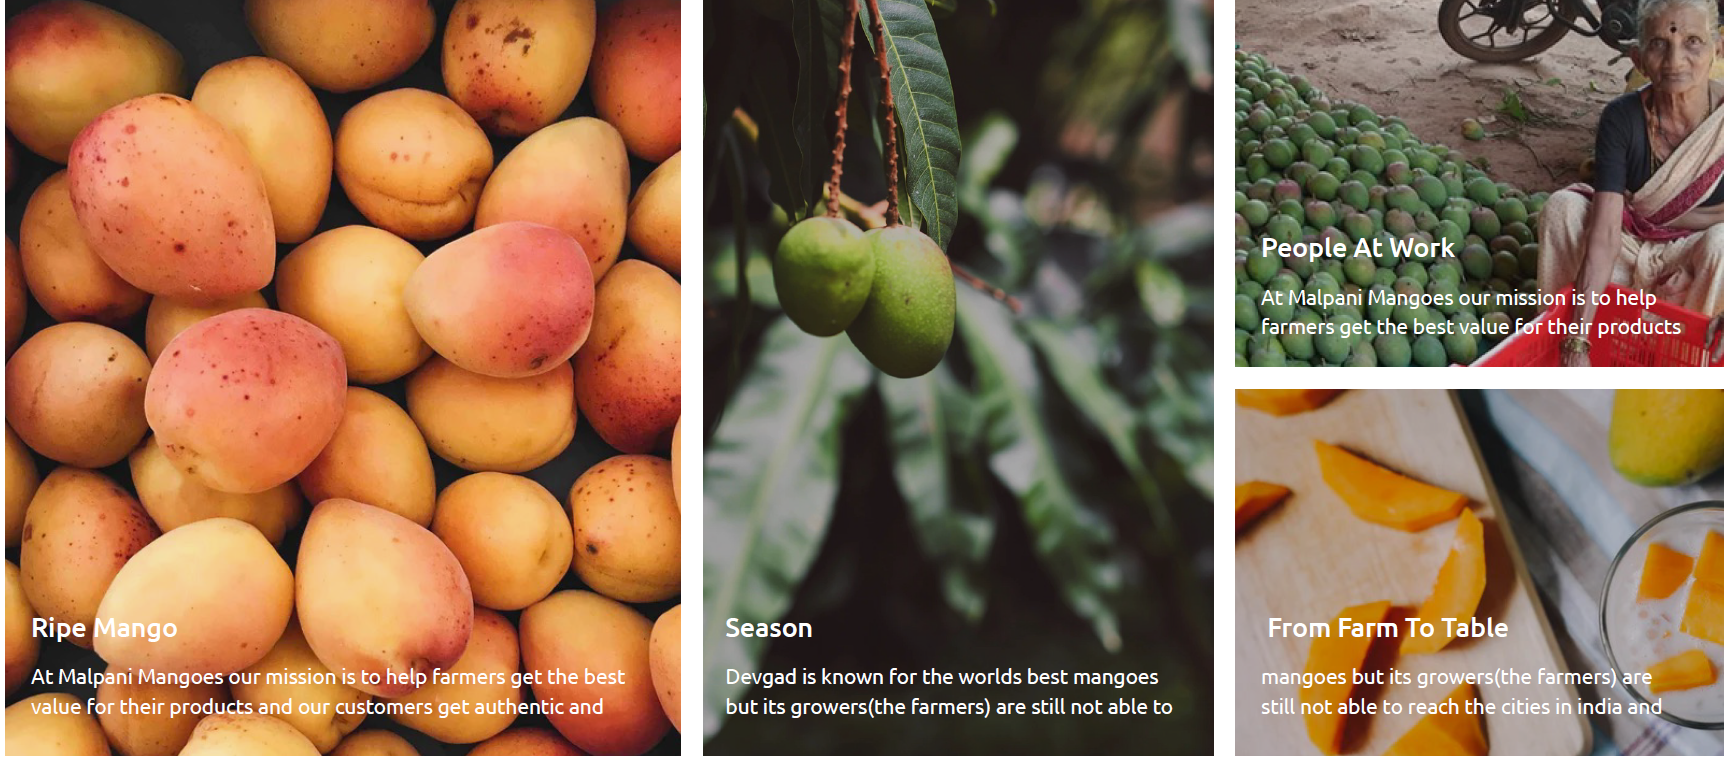 Ripe Mango
At Malpani Mangoes our mission is to help farmers get the best
value for their products and our customers get authentic and
Season
Devgad is known for the worlds best mangoes
but its growers(the farmers) are still not able to
People At Work
At Malpani Mangoes our mission is to help
farmers get the best value for their products
From Farm To Table
mangoes but its growers(the farmers) are
still not able to reach the cities in india and